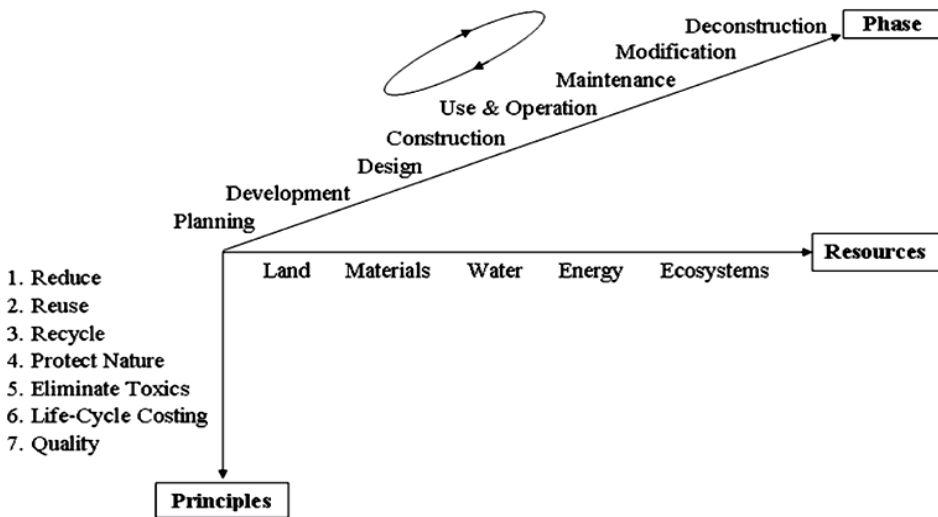 Deconstruction
Phase
Modification
Maintenance
Use & Operation
Construction
Design
Development
Planning
Resources
Land Materials Water Energy Ecosystems
1. Reduce
2. Reuse
3. Recycle
4. Protect Nature
5. Eliminate Toxics
6. Life-Cycle Costing
7. Quality
Principles